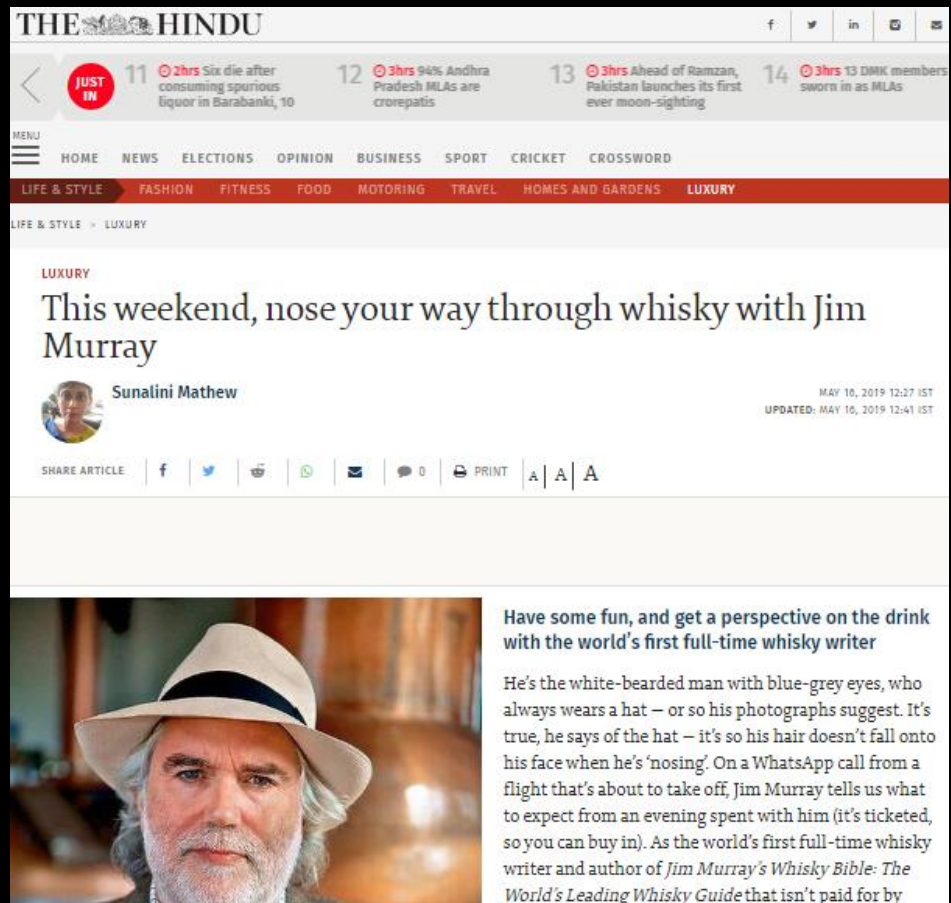 THE HINDU
JUST IN
11 2hrs Six die after
consuming spurious
liquor in Barabanki, 10
12 3hrs 94% Andhra
Pradesh MLAs are
crorepatis
13 3hrs Ahead of Ramzan,
Pakistan launches its first
ever moon-sighting
14 3hrs 13 DMK members
sworn in as MLAs
MENU
HOME NEWS ELECTIONS OPINION BUSINESS SPORT CRICKET CROSSWORD
LIFE & STYLE FASHION FITNESS FOOD MOTORING TRAVEL HOMES AND GARDENS LUXURY
LIFE & STYLE > LUXURY
LUXURY
This weekend, nose your way through whisky with Jim
Murray
Sunalini Mathew
MAY 16, 2019 12:27 IST
UPDATED: MAY 16, 2019 12:41 IST
SHARE ARTICLE 0 PRINT A A A
Have some fun, and get a perspective on the drink
with the world's first full-time whisky writer
He's the white-bearded man with blue-grey eyes, who
always wears a hat – or so his photographs suggest. It's
true, he says of the hat – it's so his hair doesn't fall onto
his face when he's 'nosing'. On a WhatsApp call from a
flight that's about to take off, Jim Murray tells us what
to expect from an evening spent with him (it's ticketed,
so you can buy in). As the world's first full-time whisky
writer and author of Jim Murray's Whisky Bible: The
World's Leading Whisky Guide that isn't paid for by